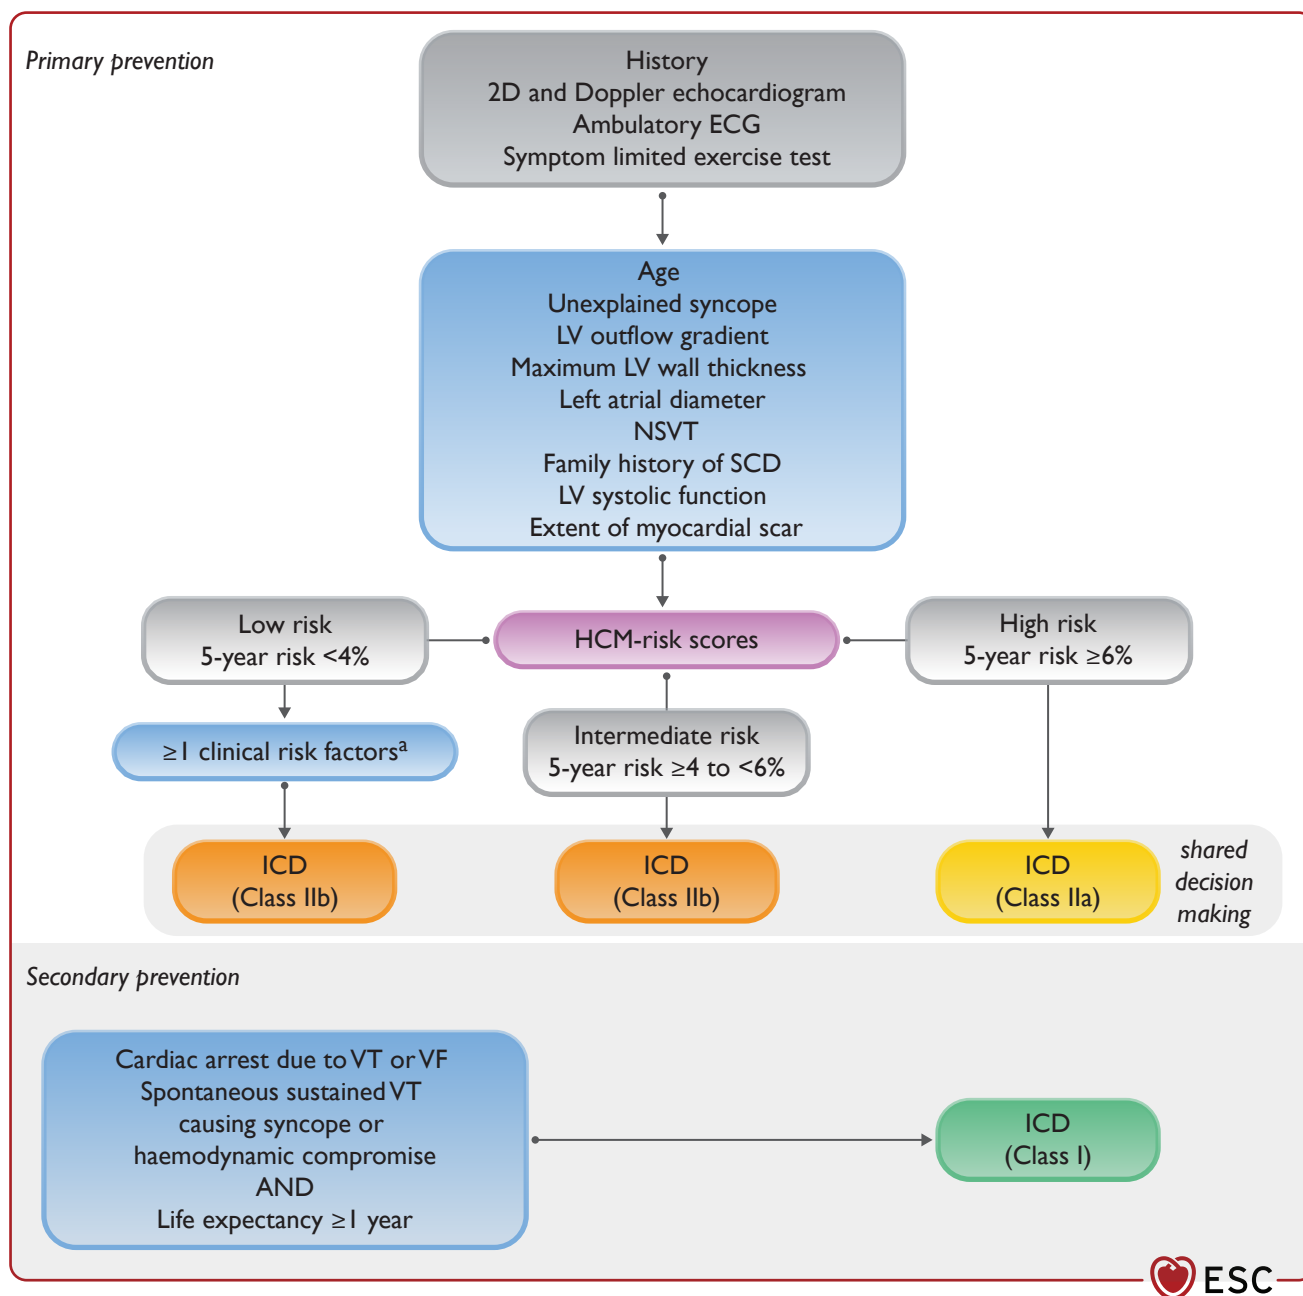 Primary prevention
History
2D and Doppler echocardiogram
Ambulatory ECG
Symptom limited exercise test
Age
Unexplained syncope
LV outflow gradient
Maximum LV wall thickness
Left atrial diameter
NSVT
Family history of SCD
LV systolic function
Extent of myocardial scar
Low risk
5-year risk <4%
HCM-risk scores
High risk
5-year risk ≥6%
≥1 clinical risk factorsᵃ
Intermediate risk
5-year risk ≥4 to <6%
ICD
(Class IIb)
ICD
(Class IIb)
ICD
(Class IIa)
shared
decision
making
Secondary prevention
Cardiac arrest due to VT or VF
Spontaneous sustained VT
causing syncope or
haemodynamic compromise
AND
Life expectancy ≥1 year
ICD
(Class I)
ESC